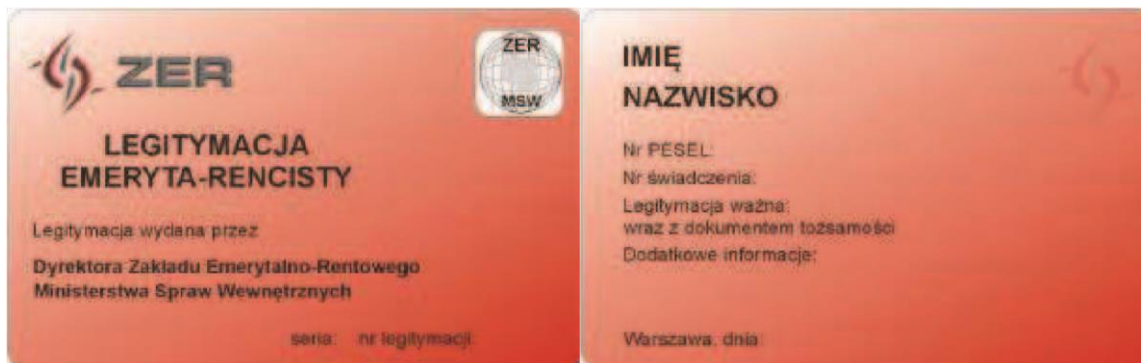 ZER
ZER
MSW
LEGITYMACJA
EMERYTA-RENCISTY
Legitymacja wydana przez
Dyrektora Zakładu Emerytalno-Rentowego
Ministerstwa Spraw Wewnętrznych
seria: nr legitymacji:
IMIĘ
NAZWISKO
Nr PESEL:
Nr świadczenia:
Legitymacja ważna:
wraz z dokumentem tożsamości
Dodatkowe informacje:
Warszawa, dnia: